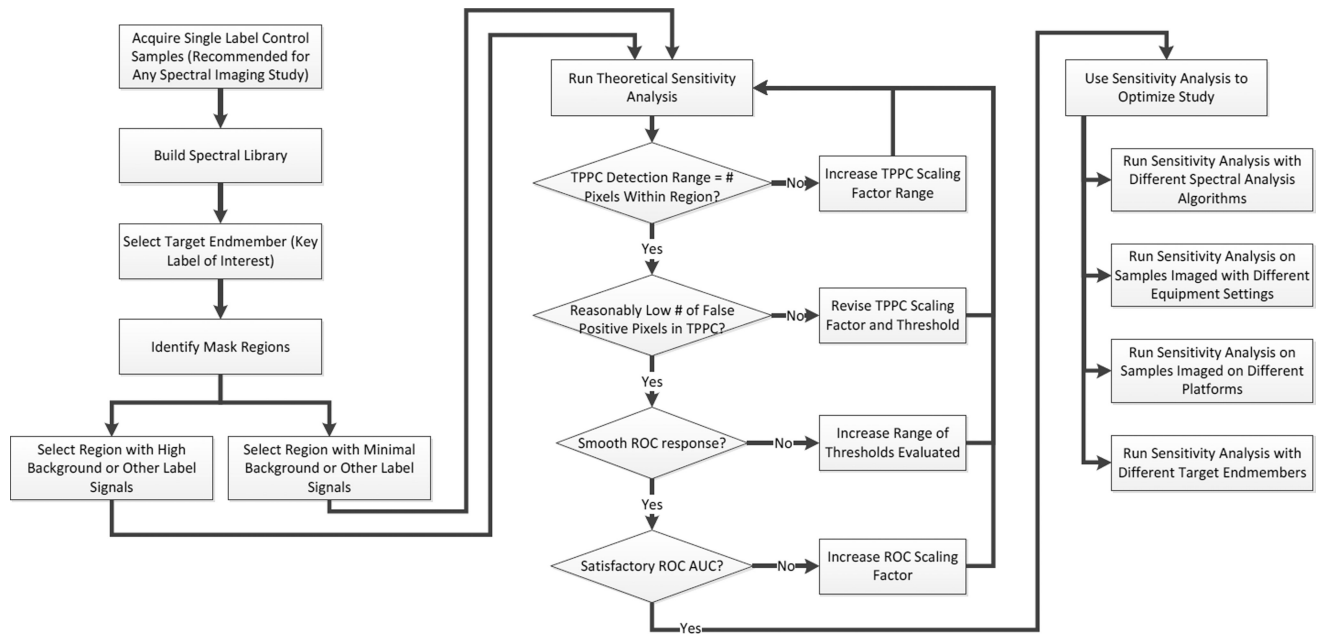 Acquire Single Label Control
Samples (Recommended for
Any Spectral Imaging Study)
Build Spectral Library
Select Target Endmember (Key
Label of Interest)
Identify Mask Regions
Select Region with High
Background or Other Label
Signals
Select Region with Minimal
Background or Other Label
Signals
Run Theoretical Sensitivity
Analysis
TPPC Detection Range = #
Pixels Within Region?
No
Increase TPPC Scaling
Factor Range
Yes
Reasonably Low # of False
Positive Pixels in TPPC?
No
Revise TPPC Scaling
Factor and Threshold
Yes
Smooth ROC response?
No
Increase Range of
Thresholds Evaluated
Yes
Satisfactory ROC AUC?
No
Increase ROC Scaling
Factor
Yes
Use Sensitivity Analysis to
Optimize Study
Run Sensitivity Analysis with
Different Spectral Analysis
Algorithms
Run Sensitivity Analysis on
Samples Imaged with Different
Equipment Settings
Run Sensitivity Analysis on
Samples Imaged on Different
Platforms
Run Sensitivity Analysis with
Different Target Endmembers